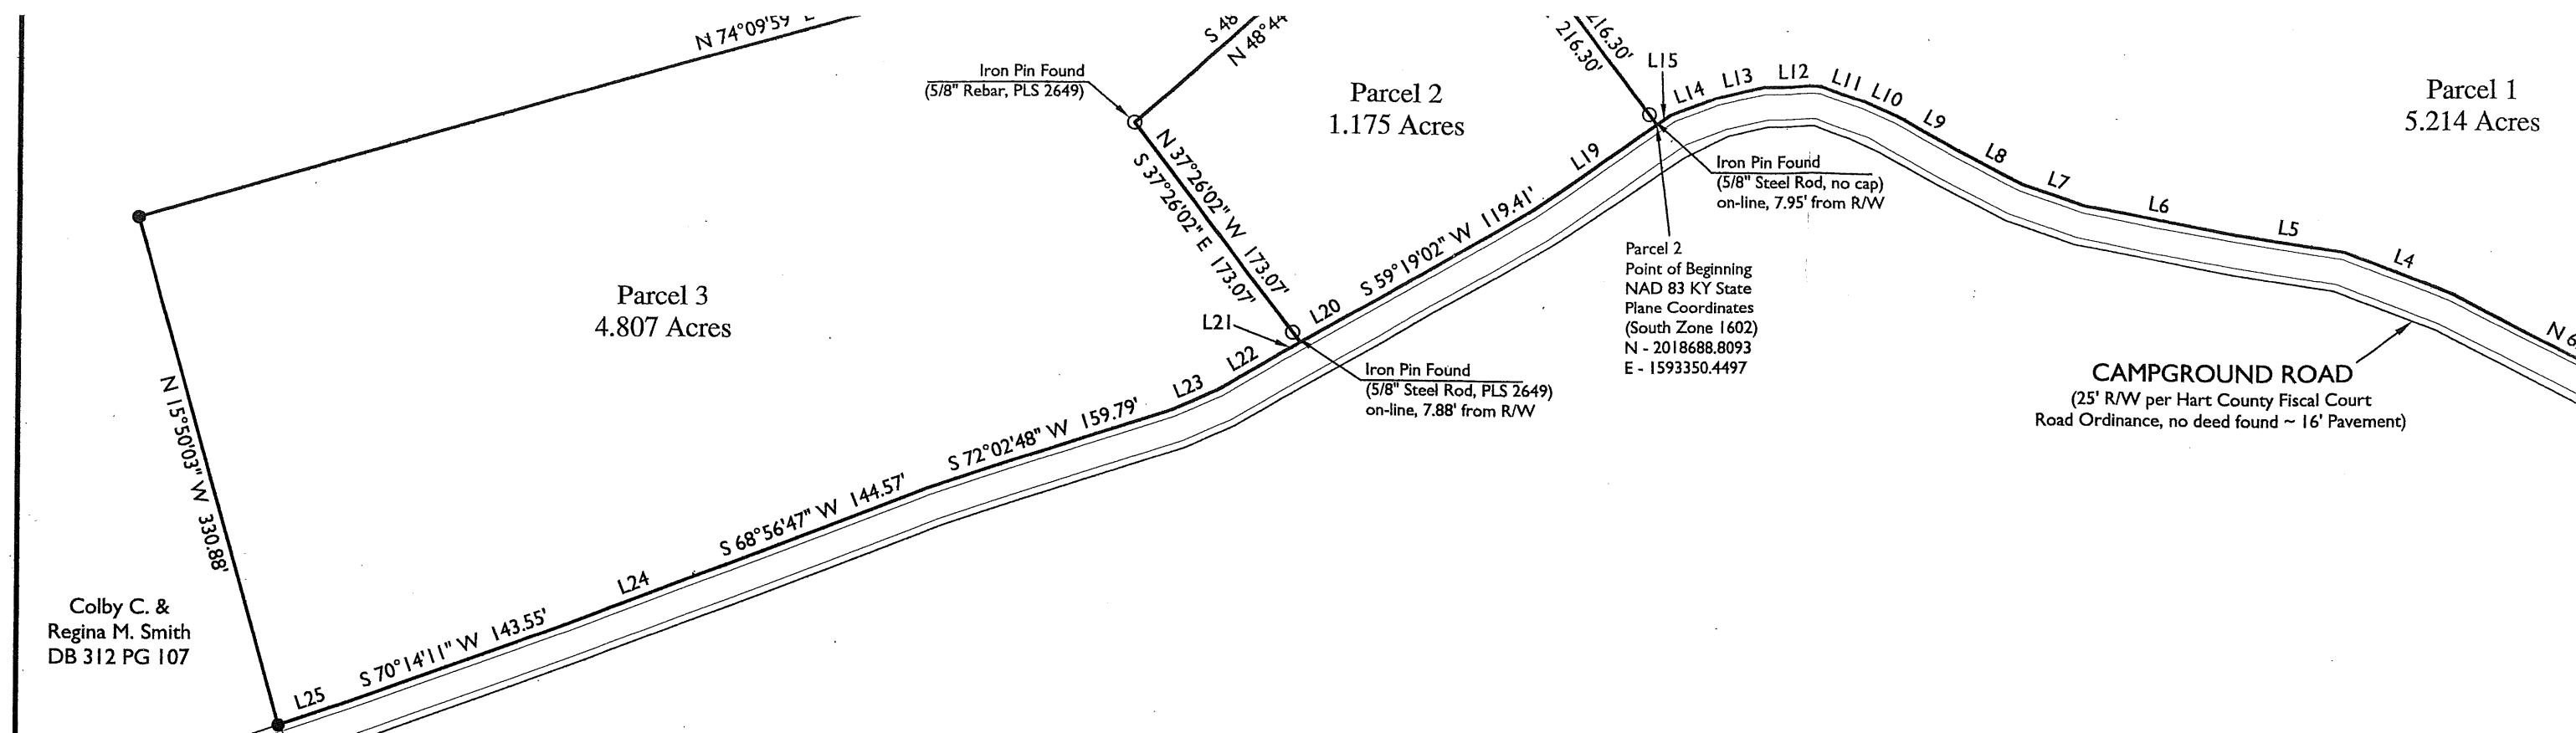 N 74°09'59"
S 48°
N 48°44'
Iron Pin Found
(5/8" Rebar, PLS 2649)
Parcel 2
1.175 Acres
216.30'
216.30'
L15
L14
L13
L12
L11
L10
L9
L8
L7
L6
L5
L4
N 6
Parcel 1
5.214 Acres
Iron Pin Found
(5/8" Steel Rod, no cap)
on-line, 7.95' from R/W
L19
N 37°26'02" W 173.07'
S 37°26'02" E 173.07'
S 59°19'02" W 119.41'
Parcel 2
Point of Beginning
NAD 83 KY State
Plane Coordinates
(South Zone 1602)
N - 2018688.8093
E - 1593350.4497
Parcel 3
4.807 Acres
L20
L21
L22
L23
Iron Pin Found
(5/8" Steel Rod, PLS 2649)
on-line, 7.88' from R/W
CAMPGROUND ROAD
(25' R/W per Hart County Fiscal Court
Road Ordinance, no deed found ~ 16' Pavement)
N 15°50'03" W 330.88'
S 72°02'48" W 159.79'
S 68°56'47" W 144.57'
L24
S 70°14'11" W 143.55'
L25
Colby C. &
Regina M. Smith
DB 312 PG 107